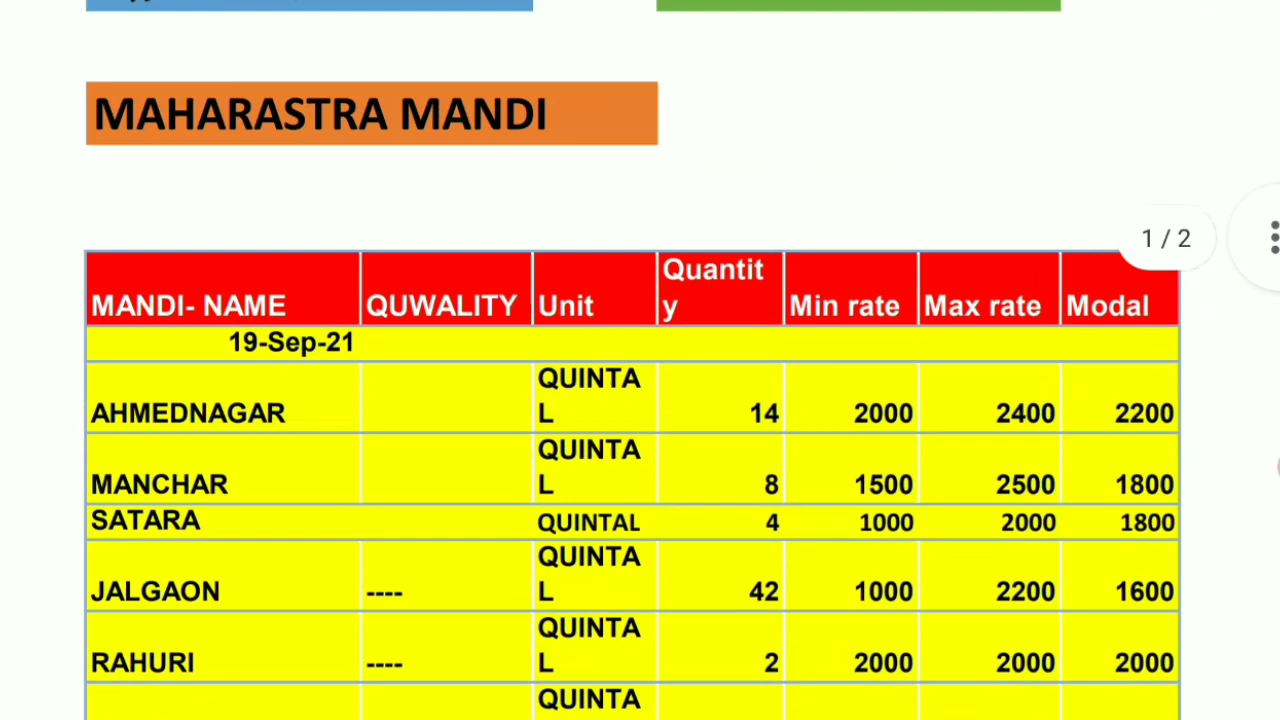 MAHARASTRA MANDI
1 / 2
MANDI- NAME QUWALITY Unit Quantit
y Min rate Max rate Modal
19-Sep-21
AHMEDNAGAR QUINTA
L 14 2000 2400 2200
MANCHAR QUINTA
L 8 1500 2500 1800
SATARA QUINTAL 4 1000 2000 1800
JALGAON ---- QUINTA
L 42 1000 2200 1600
RAHURI ---- QUINTA
L 2 2000 2000 2000
QUINTA